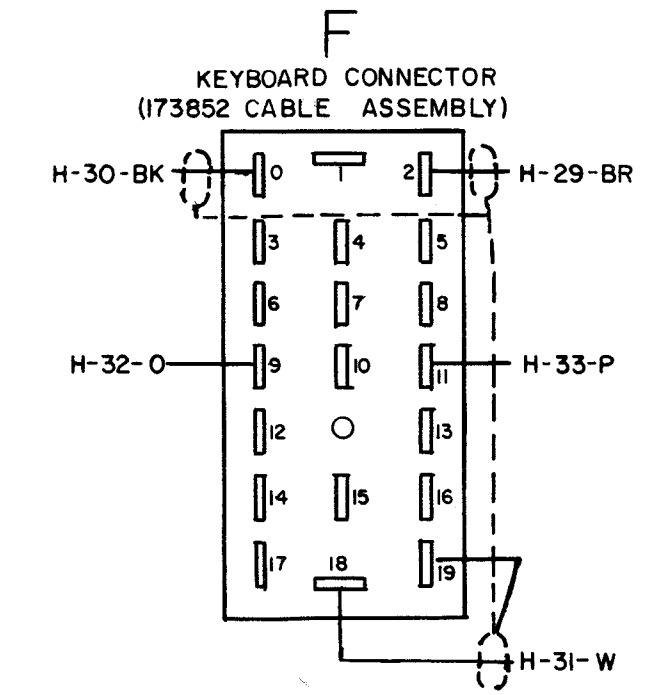 F
KEYBOARD CONNECTOR
(173852 CABLE ASSEMBLY)
H-30-BK 0 1 2 H-29-BR
3 4 5
6 7 8
H-32-O 9 10 11 H-33-P
12 13
14 15 16
17 18 19
H-31-W